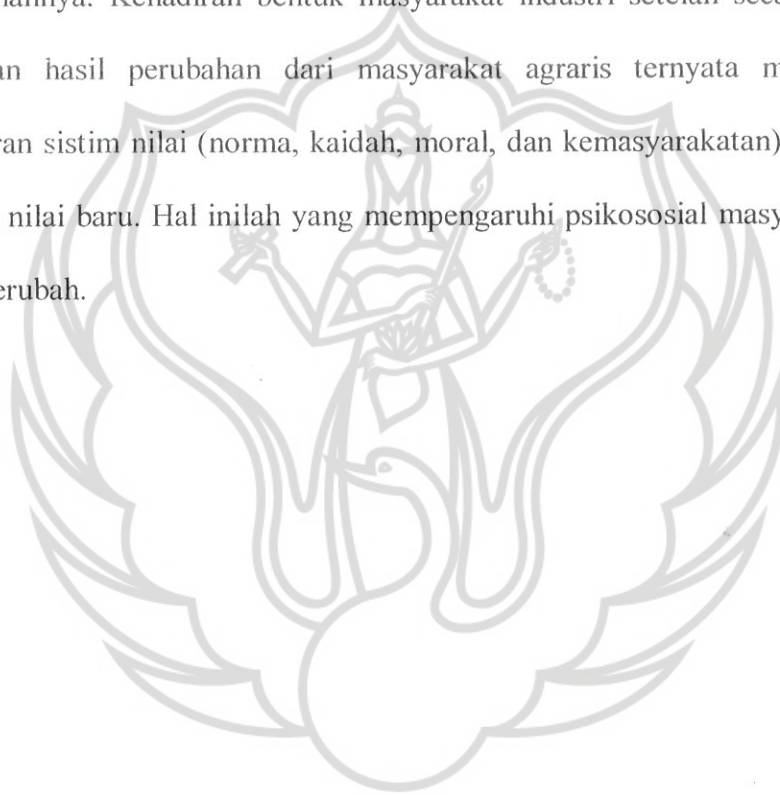 Kehadiran bentuk masyarakat industri setelah
hasil perubahan dari masyarakat agraris ternyata
sistim nilai (norma, kaidah, moral, dan kemasyarakatan)
nilai baru. Hal inilah yang mempengaruhi psikososial